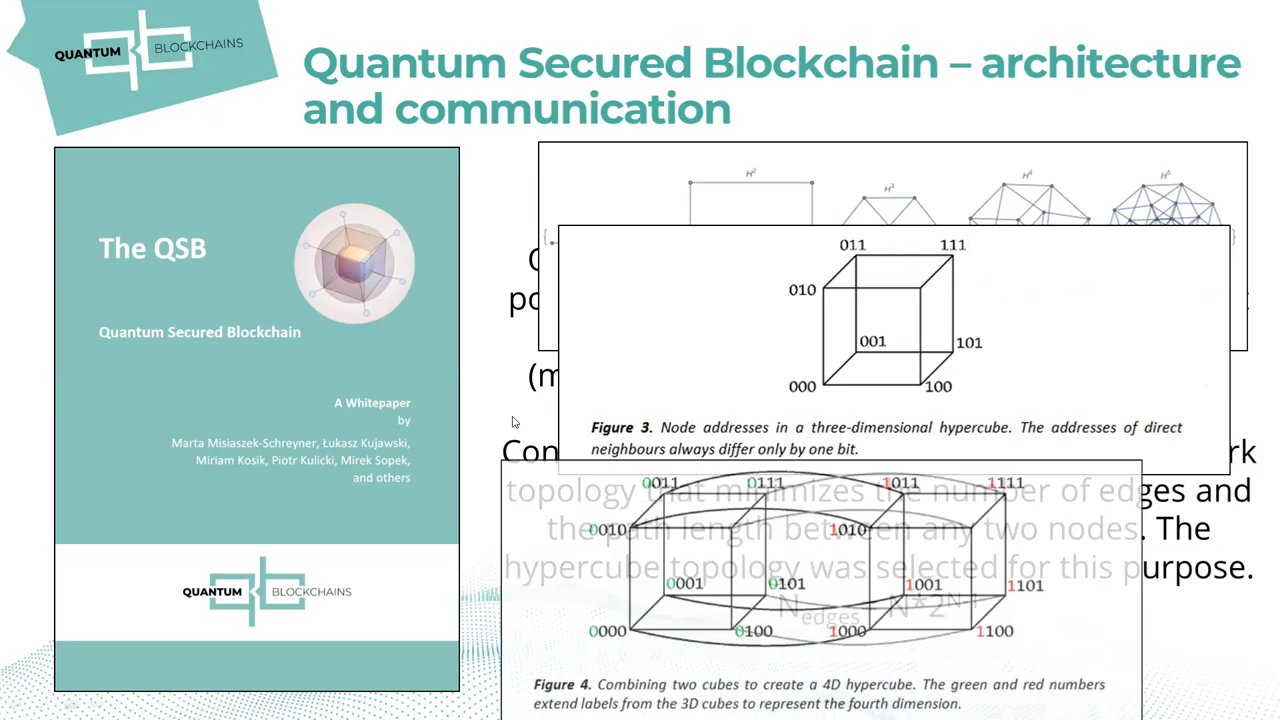 QUANTUM BLOCKCHAINS
Quantum Secured Blockchain – architecture
and communication
The QSB
Quantum Secured Blockchain
A Whitepaper
by
Marta Misiaszek-Schreyner, Łukasz Kujawski,
Miriam Kosik, Piotr Kulicki, Mirek Sopek,
and others
QUANTUM BLOCKCHAINS
H²
H³
H⁴
H⁵
011 111
010
001 101
000 100
Figure 3. Node addresses in a three-dimensional hypercube. The addresses of direct
neighbours always differ only by one bit.
topology that minimizes the number of edges and
the path length between any two nodes. The
hypercube topology was selected for this purpose.
0011 0111 1011 1111
0010 1010
0001 0101 1001 1101
0000 0100 1000 1100
Figure 4. Combining two cubes to create a 4D hypercube. The green and red numbers
extend labels from the 3D cubes to represent the fourth dimension.